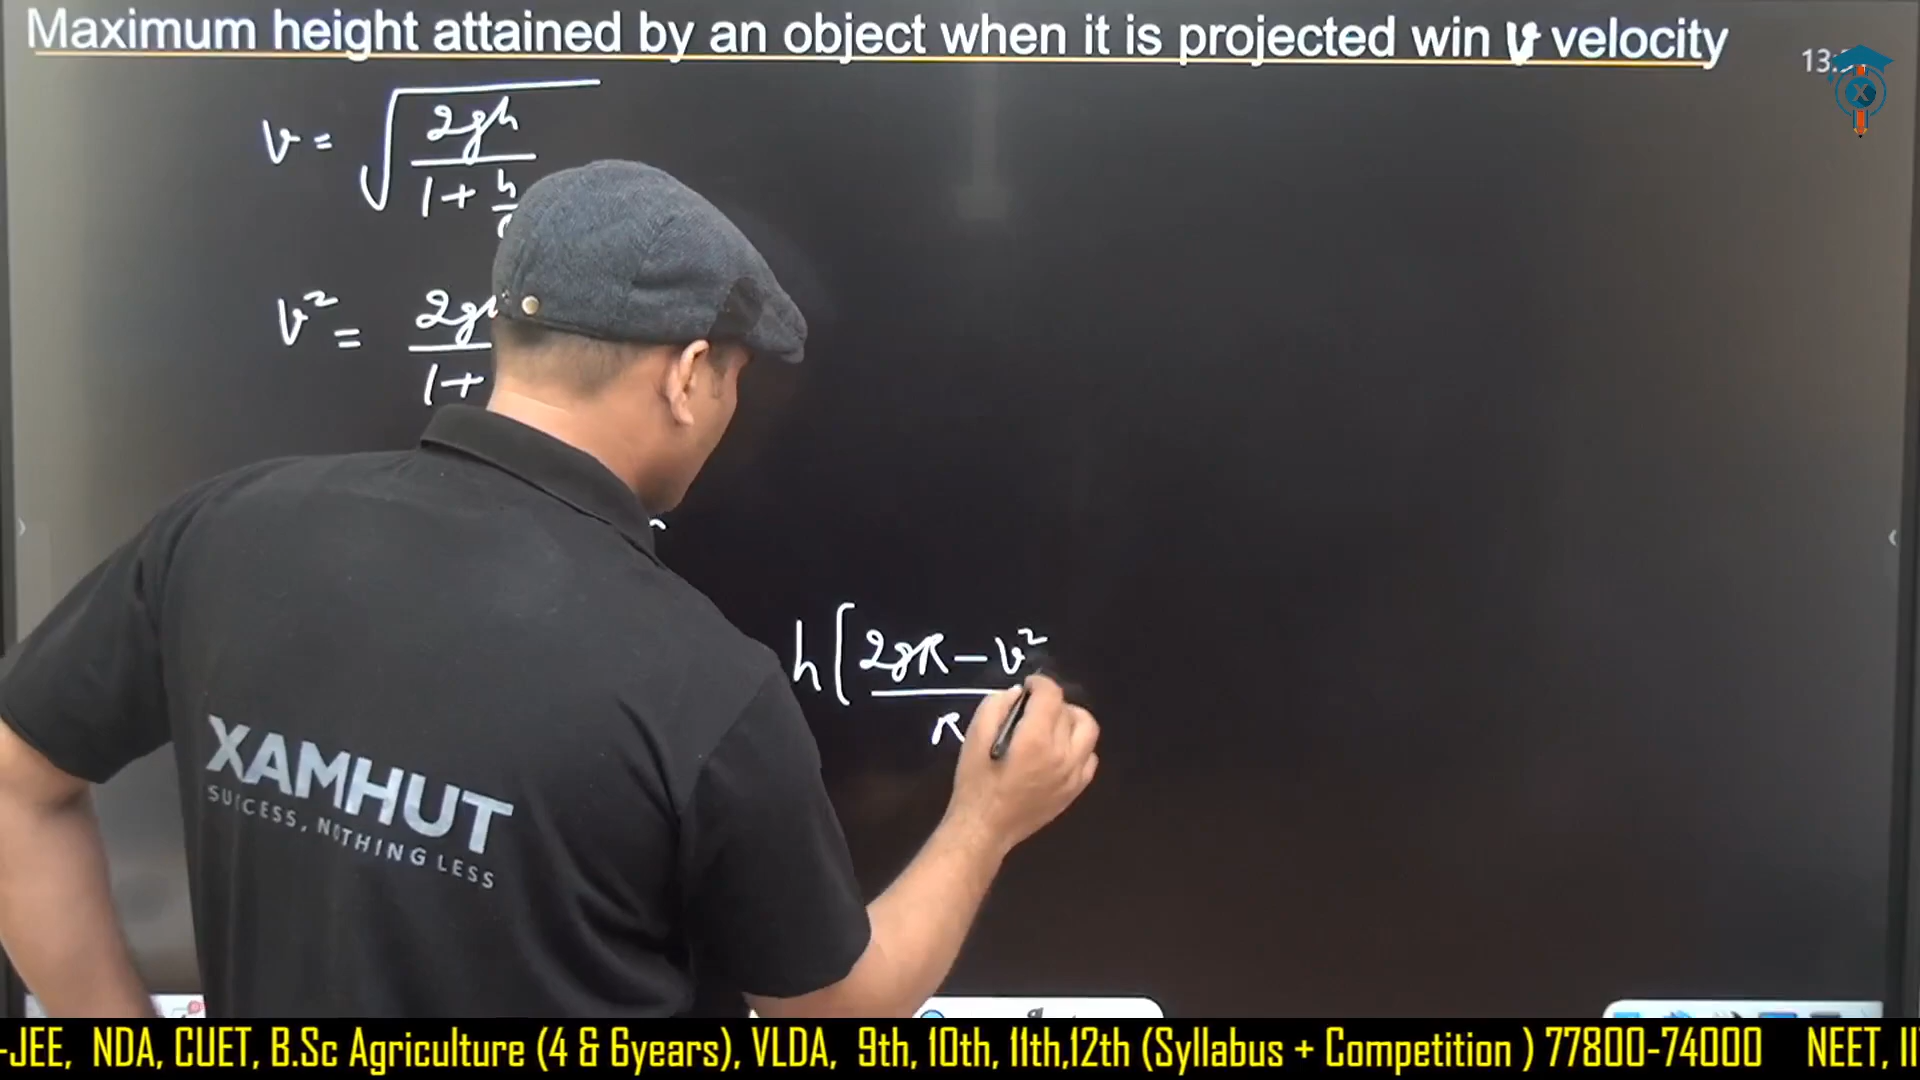 Maximum height attained by an object when it is projected win v velocity
13:
X
v = √ 2gh
1 + h
v² = 2gh
1 +
h [ 2gR − v²
R
XAMHUT
SUCCESS, NOTHING LESS
-JEE, NDA, CUET, B.Sc Agriculture (4 & 6years), VLDA, 9th, 10th, 11th,12th (Syllabus + Competition ) 77800-74000 NEET, II